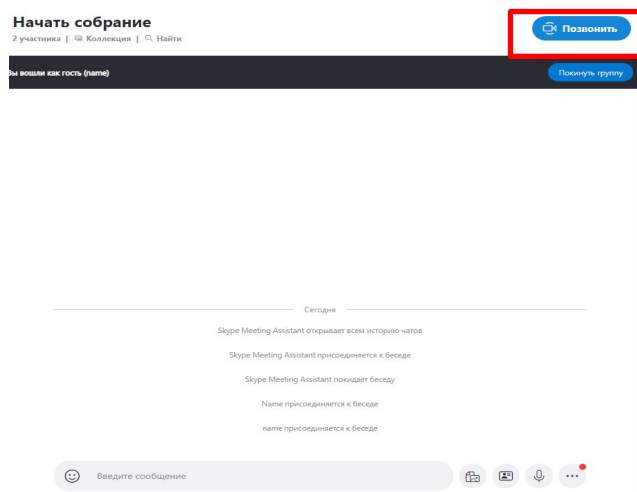 Начать собрание
2 участника | Коллекция | Найти
Позвонить
Вы вошли как гость (name)
Покинуть группу
Сегодня
Skype Meeting Assistant открывает всем историю чатов
Skype Meeting Assistant присоединяется к беседе
Skype Meeting Assistant покидает беседу
Name присоединяется к беседе
name присоединяется к беседе
Введите сообщение